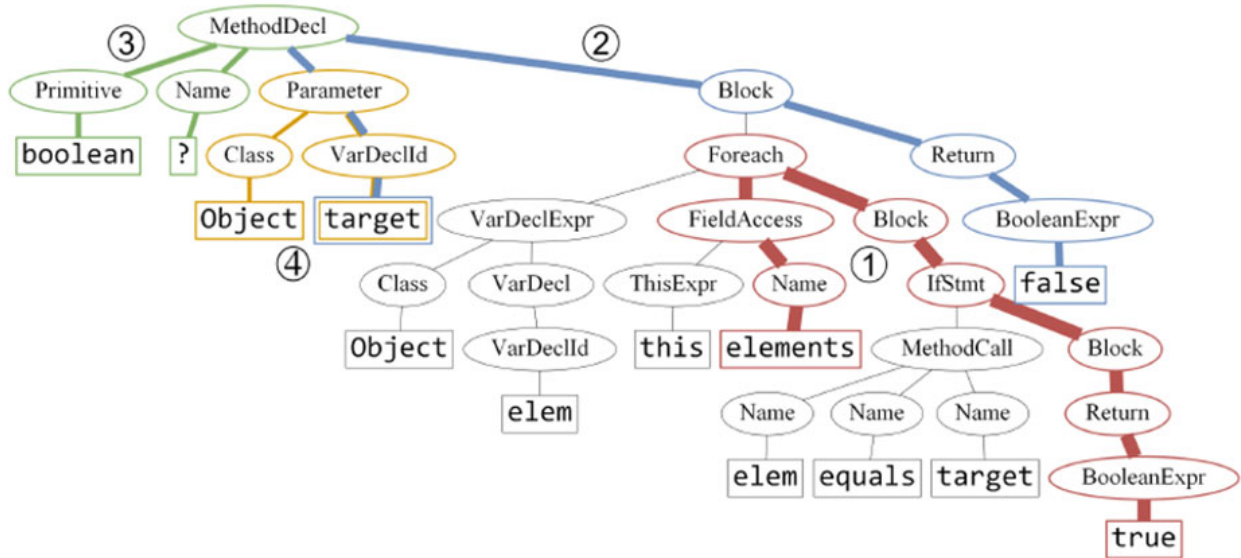 MethodDecl
③
②
Primitive
Name
Parameter
Block
boolean
?
Class
VarDeclId
Foreach
Return
Object
target
VarDeclExpr
FieldAccess
Block
BooleanExpr
④
①
Class
VarDecl
ThisExpr
Name
IfStmt
false
Object
VarDeclId
this
elements
MethodCall
Block
elem
Name
Name
Name
Return
elem
equals
target
BooleanExpr
true